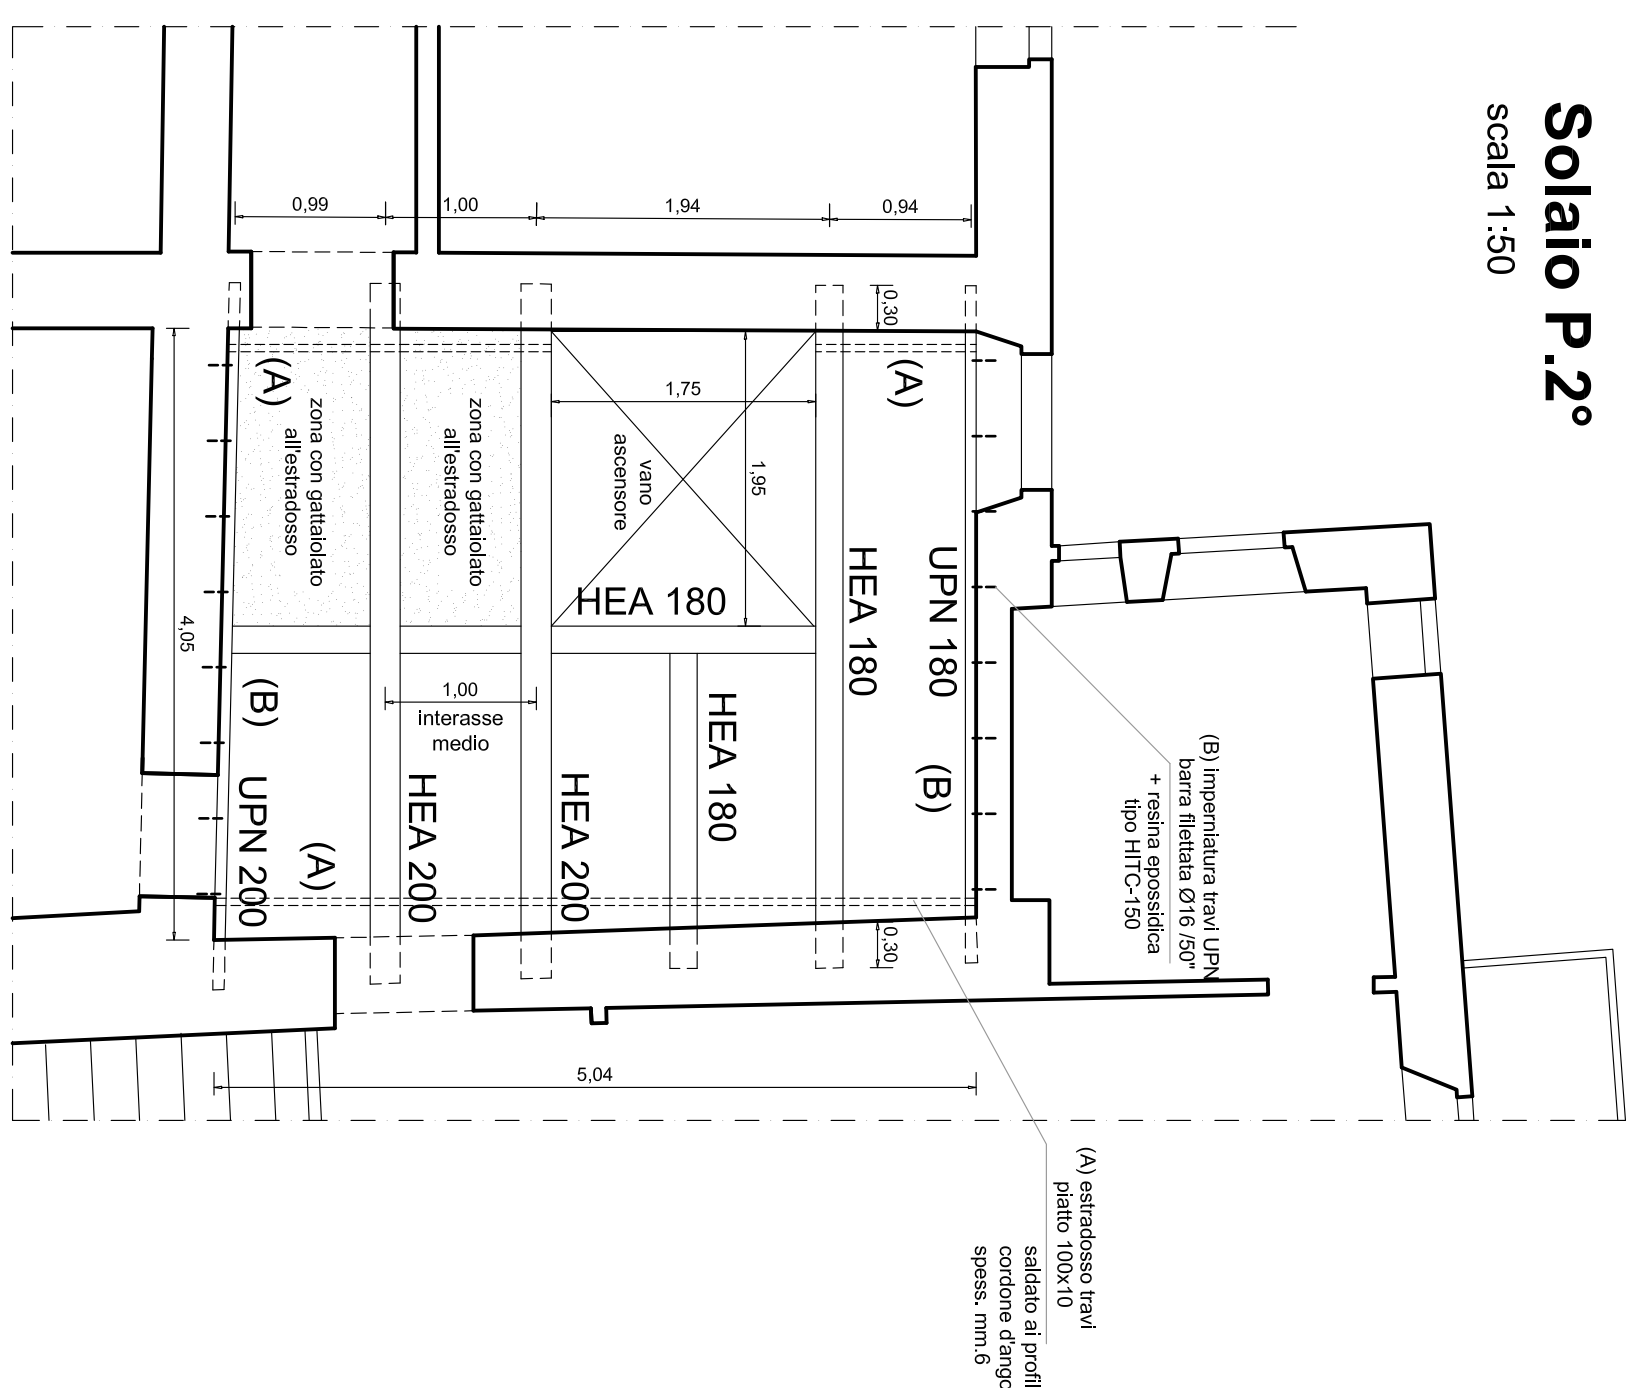 Solaio P.2°
scala 1:50
0,99
1,00
1,94
0,94
0,30
(A)
(A)
zona con gattaiolato
all'estradosso
zona con gattaiolato
all'estradosso
1,75
1,95
vano
ascensore
HEA 180
HEA 180
UPN 180
4,05
(B)
1,00
interasse
medio
HEA 180
(B)
UPN 200
(A)
HEA 200
HEA 200
0,30
(B) imperniatura travi UPN
barra filettata Ø16 /50"
+ resina epossidica
tipo HITC-150
5,04
(A) estradosso travi
piatto 100x10
saldato ai profil
cordone d'ango
spess. mm.6